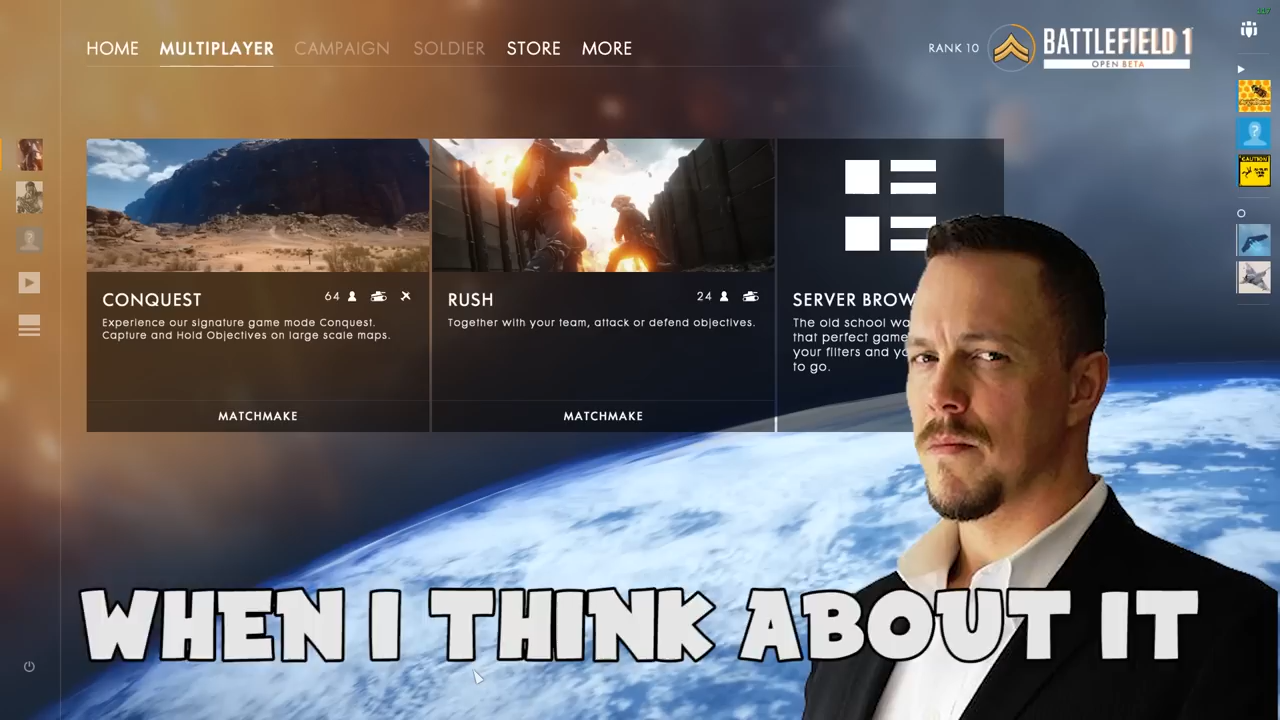 HOME MULTIPLAYER CAMPAIGN SOLDIER STORE MORE
RANK 10
BATTLEFIELD 1
OPEN BETA
CONQUEST 64
Experience our signature game mode Conquest.
Capture and Hold Objectives on large scale maps.
MATCHMAKE
RUSH 24
Together with your team, attack or defend objectives.
MATCHMAKE
SERVER BROW
The old school wa
that perfect game
your filters and yo
to go.
CAUTION
WHEN I THINK ABOUT IT